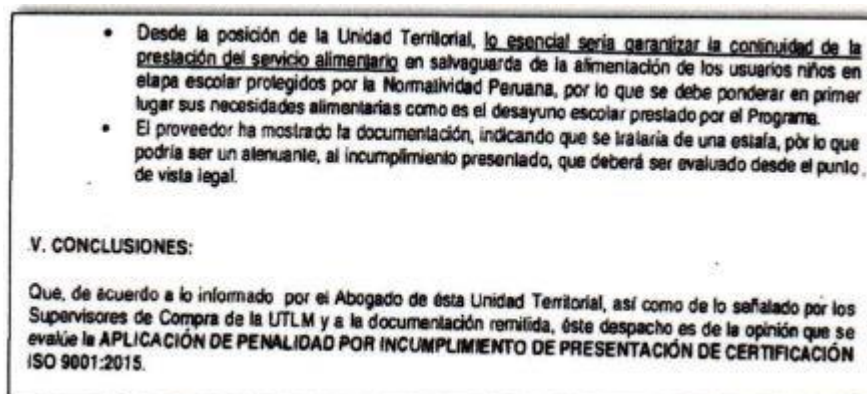 • Desde la posición de la Unidad Territorial, lo esencial sería garantizar la continuidad de la
prestación del servicio alimentario en salvaguarda de la alimentación de los usuarios niños en
etapa escolar protegidos por la Normatividad Peruana, por lo que se debe ponderar en primer
lugar sus necesidades alimentarias como es el desayuno escolar prestado por el Programa.
• El proveedor ha mostrado la documentación, indicando que se trataría de una estafa, por lo que
podría ser un atenuante, al incumplimiento presentado, que deberá ser evaluado desde el punto
de vista legal.
V. CONCLUSIONES:
Que, de acuerdo a lo informado por el Abogado de ésta Unidad Territorial, así como de lo señalado por los
Supervisores de Compra de la UTLM y a la documentación remitida, éste despacho es de la opinión que se
evalúe la APLICACIÓN DE PENALIDAD POR INCUMPLIMIENTO DE PRESENTACIÓN DE CERTIFICACIÓN
ISO 9001:2015.